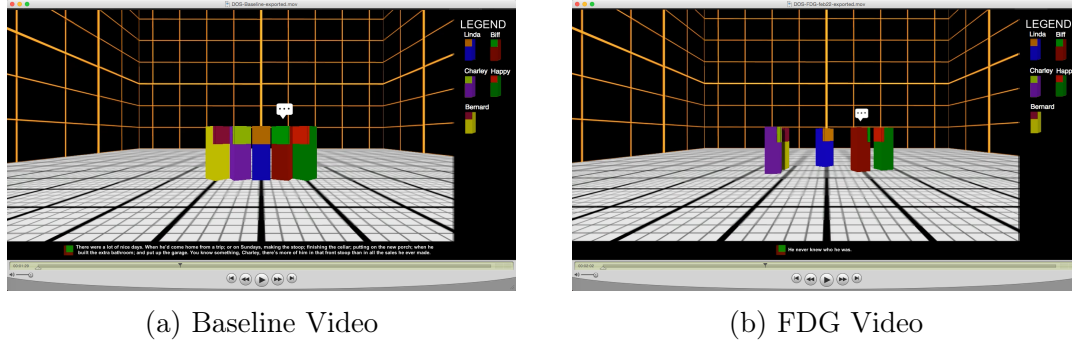 DOS-Baseline-exported.mov
LEGEND
Linda Biff
Charley Happy
Bernard
There were a lot of nice days. When he'd come home from a trip; or on Sundays, making the stoop; finishing the cellar; putting on the new porch; when he
built the extra bathroom; and put up the garage. You know something, Charley, there's more of him in that front stoop than in all the sales he ever made.
(a) Baseline Video
DOS-FDG-feb20-exported.mov
LEGEND
Linda Biff
Charley Happy
Bernard
He never knew who he was.
(b) FDG Video